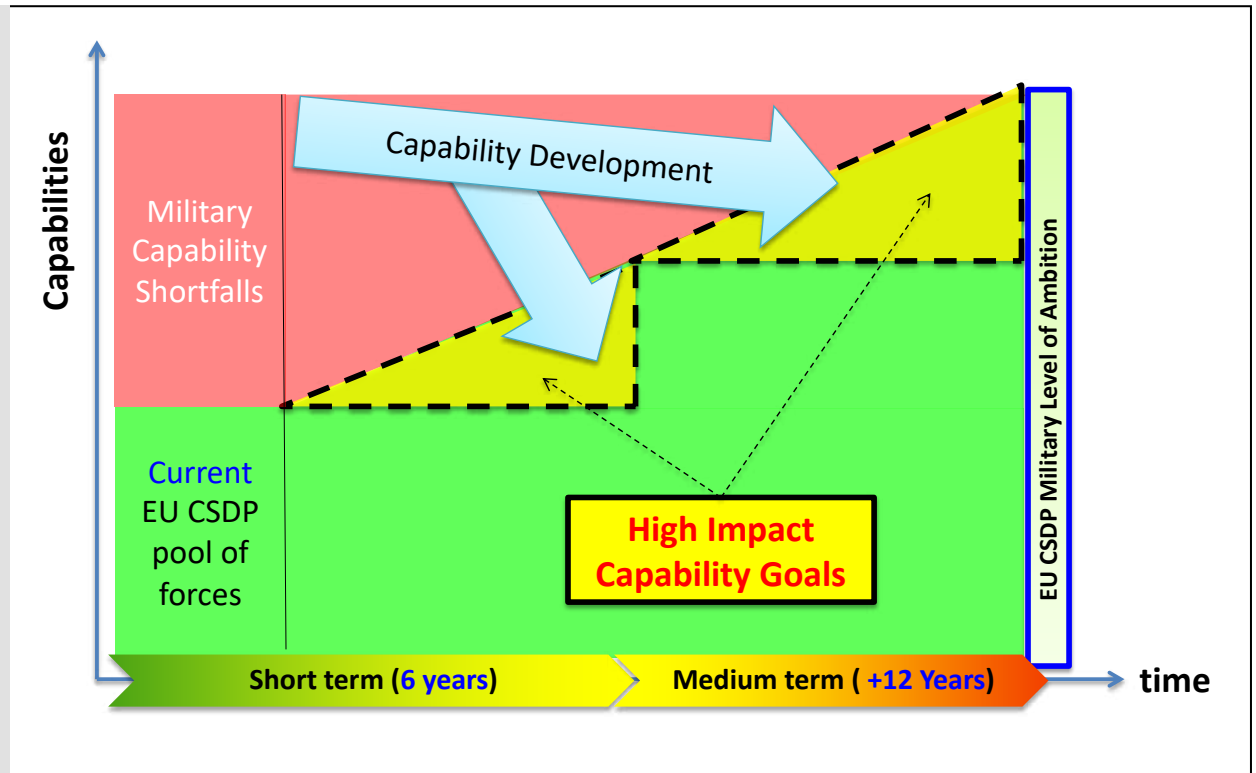 Capabilities
Military
Capability
Shortfalls
Capability Development
Current
EU CSDP
pool of
forces
High Impact
Capability Goals
EU CSDP Military Level of Ambition
Short term (6 years)
Medium term ( +12 Years)
time